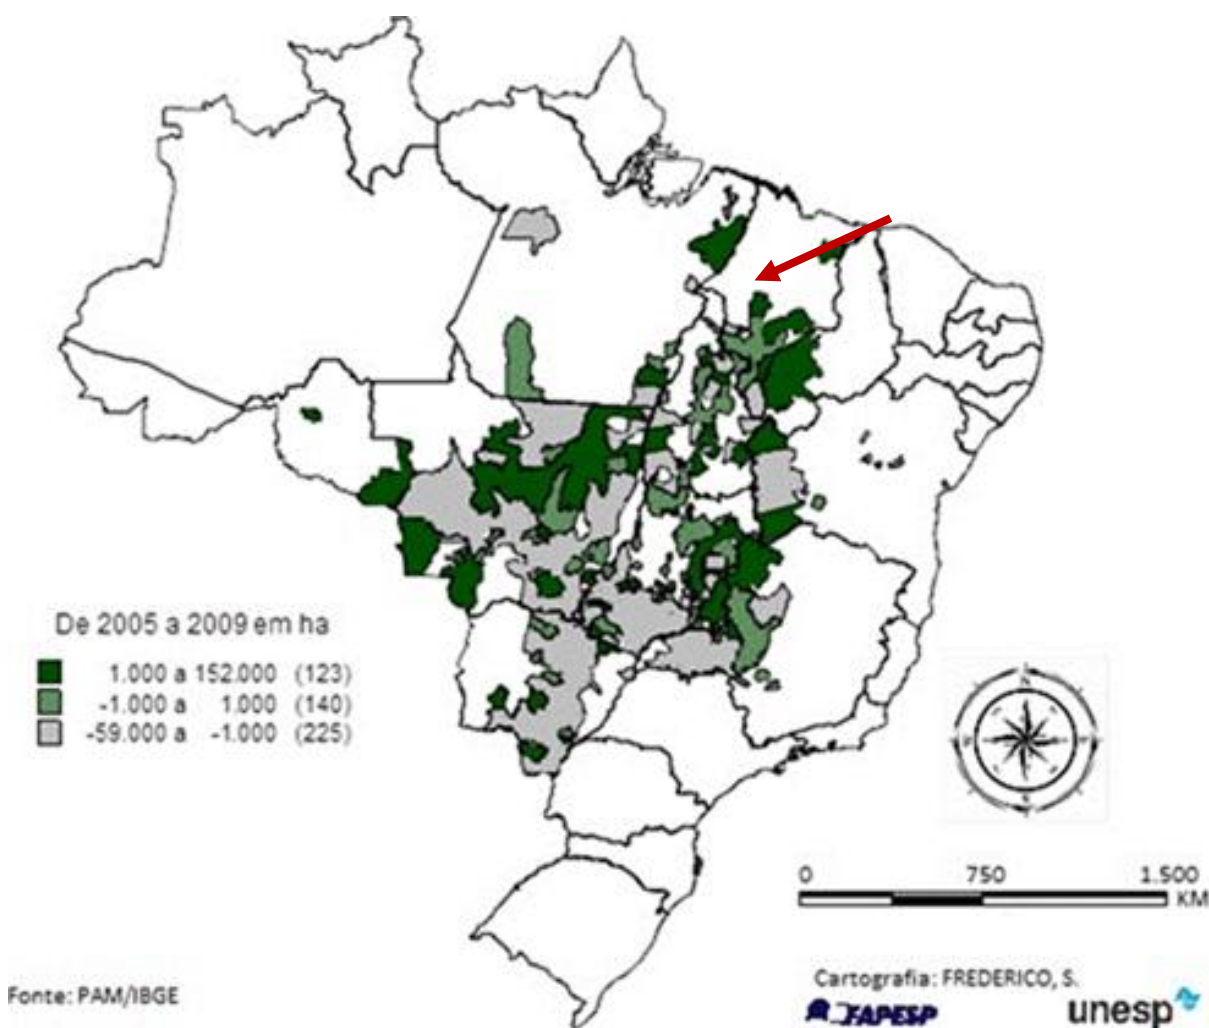 De 2005 a 2009 em ha
1.000 a 152.000 (123)
-1.000 a 1.000 (140)
-59.000 a -1.000 (225)
N
0 750 1.500
KM
Fonte: PAM/IBGE
Cartografia: FREDERICO, S.
FAPESP
unesp